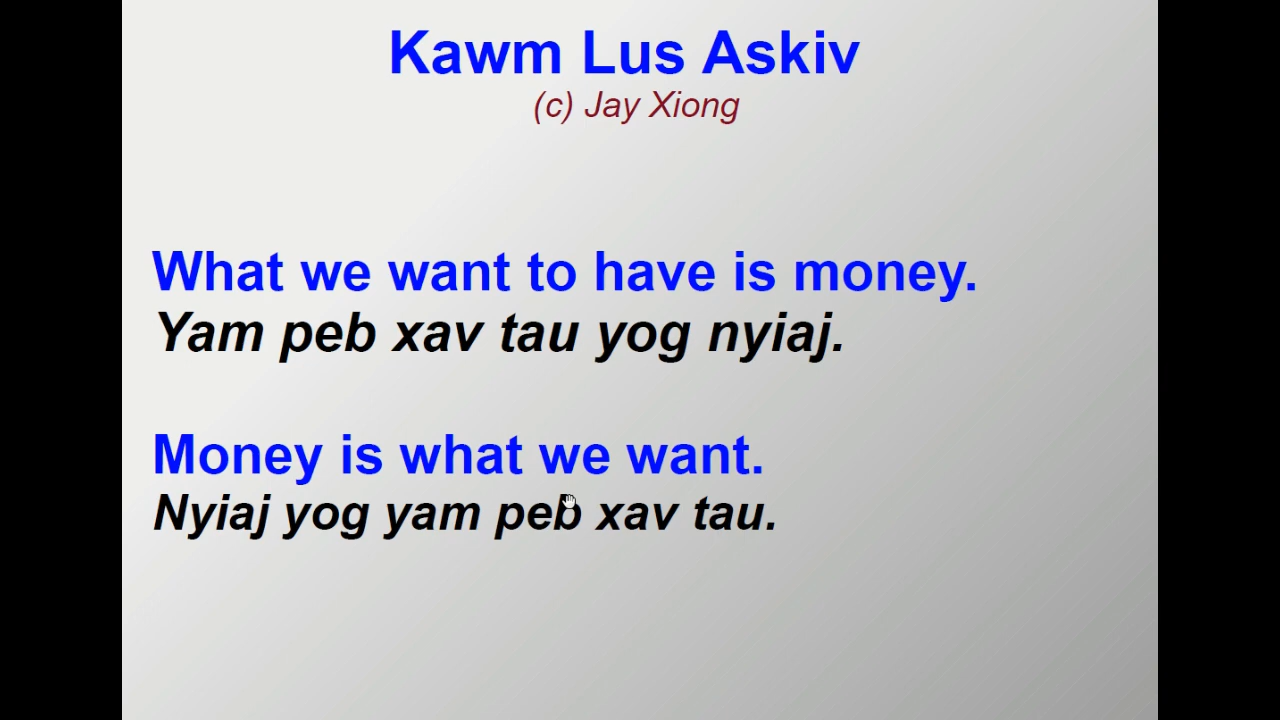 Kawm Lus Askiv
(c) Jay Xiong
What we want to have is money.
Yam peb xav tau yog nyiaj.
Money is what we want.
Nyiaj yog yam peb xav tau.